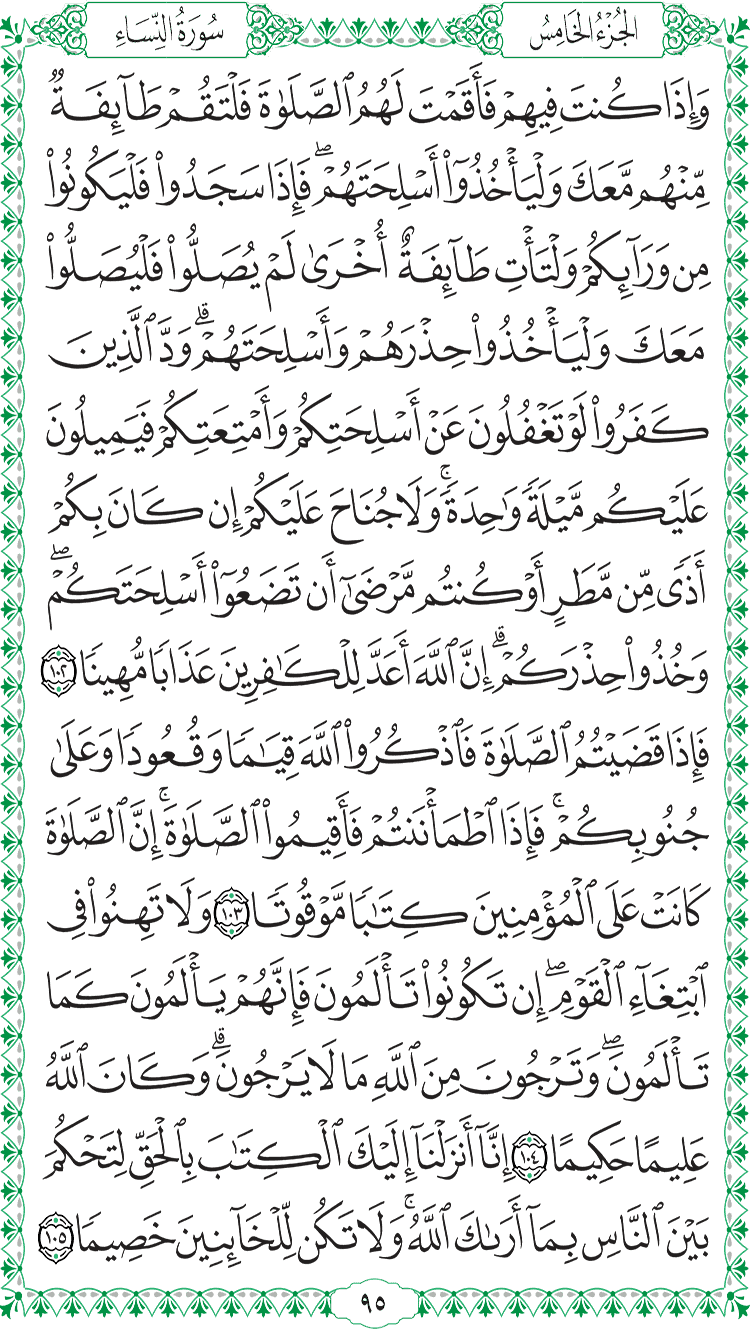 الجُزْءُ الخَامِسُ
سُورَةُ النِّسَاءِ
وَإِذَا كُنتَ فِيهِمْ فَأَقَمْتَ لَهُمُ ٱلصَّلَوٰةَ فَلْتَقُمْ طَآئِفَةٌ
مِّنْهُم مَّعَكَ وَلْيَأْخُذُوٓا۟ أَسْلِحَتَهُمْۖ فَإِذَا سَجَدُوا۟ فَلْيَكُونُوا۟
مِن وَرَآئِكُمْ وَلْتَأْتِ طَآئِفَةٌ أُخْرَىٰ لَمْ يُصَلُّوا۟ فَلْيُصَلُّوا۟
مَعَكَ وَلْيَأْخُذُوا۟ حِذْرَهُمْ وَأَسْلِحَتَهُمْۗ وَدَّ ٱلَّذِينَ
كَفَرُوا۟ لَوْ تَغْفُلُونَ عَنْ أَسْلِحَتِكُمْ وَأَمْتِعَتِكُمْ فَيَمِيلُونَ
عَلَيْكُم مَّيْلَةً وَٰحِدَةًۚ وَلَا جُنَاحَ عَلَيْكُمْ إِن كَانَ بِكُمْ
أَذًى مِّن مَّطَرٍ أَوْ كُنتُم مَّرْضَىٰٓ أَن تَضَعُوٓا۟ أَسْلِحَتَكُمْۖ
وَخُذُوا۟ حِذْرَكُمْۗ إِنَّ ٱللَّهَ أَعَدَّ لِلْكَٰفِرِينَ عَذَابًا مُّهِينًا ١٠٢
فَإِذَا قَضَيْتُمُ ٱلصَّلَوٰةَ فَٱذْكُرُوا۟ ٱللَّهَ قِيَٰمًا وَقُعُودًا وَعَلَىٰ
جُنُوبِكُمْۚ فَإِذَا ٱطْمَأْنَنتُمْ فَأَقِيمُوا۟ ٱلصَّلَوٰةَۚ إِنَّ ٱلصَّلَوٰةَ
كَانَتْ عَلَى ٱلْمُؤْمِنِينَ كِتَٰبًا مَّوْقُوتًا ١٠٣ وَلَا تَهِنُوا۟ فِى
ٱبْتِغَآءِ ٱلْقَوْمِۖ إِن تَكُونُوا۟ تَأْلَمُونَ فَإِنَّهُمْ يَأْلَمُونَ كَمَا
تَأْلَمُونَۖ وَتَرْجُونَ مِنَ ٱللَّهِ مَا لَا يَرْجُونَۗ وَكَانَ ٱللَّهُ
عَلِيمًا حَكِيمًا ١٠٤ إِنَّآ أَنزَلْنَآ إِلَيْكَ ٱلْكِتَٰبَ بِٱلْحَقِّ لِتَحْكُمَ
بَيْنَ ٱلنَّاسِ بِمَآ أَرَىٰكَ ٱللَّهُۚ وَلَا تَكُن لِّلْخَآئِنِينَ خَصِيمًا ١٠٥
٩٥